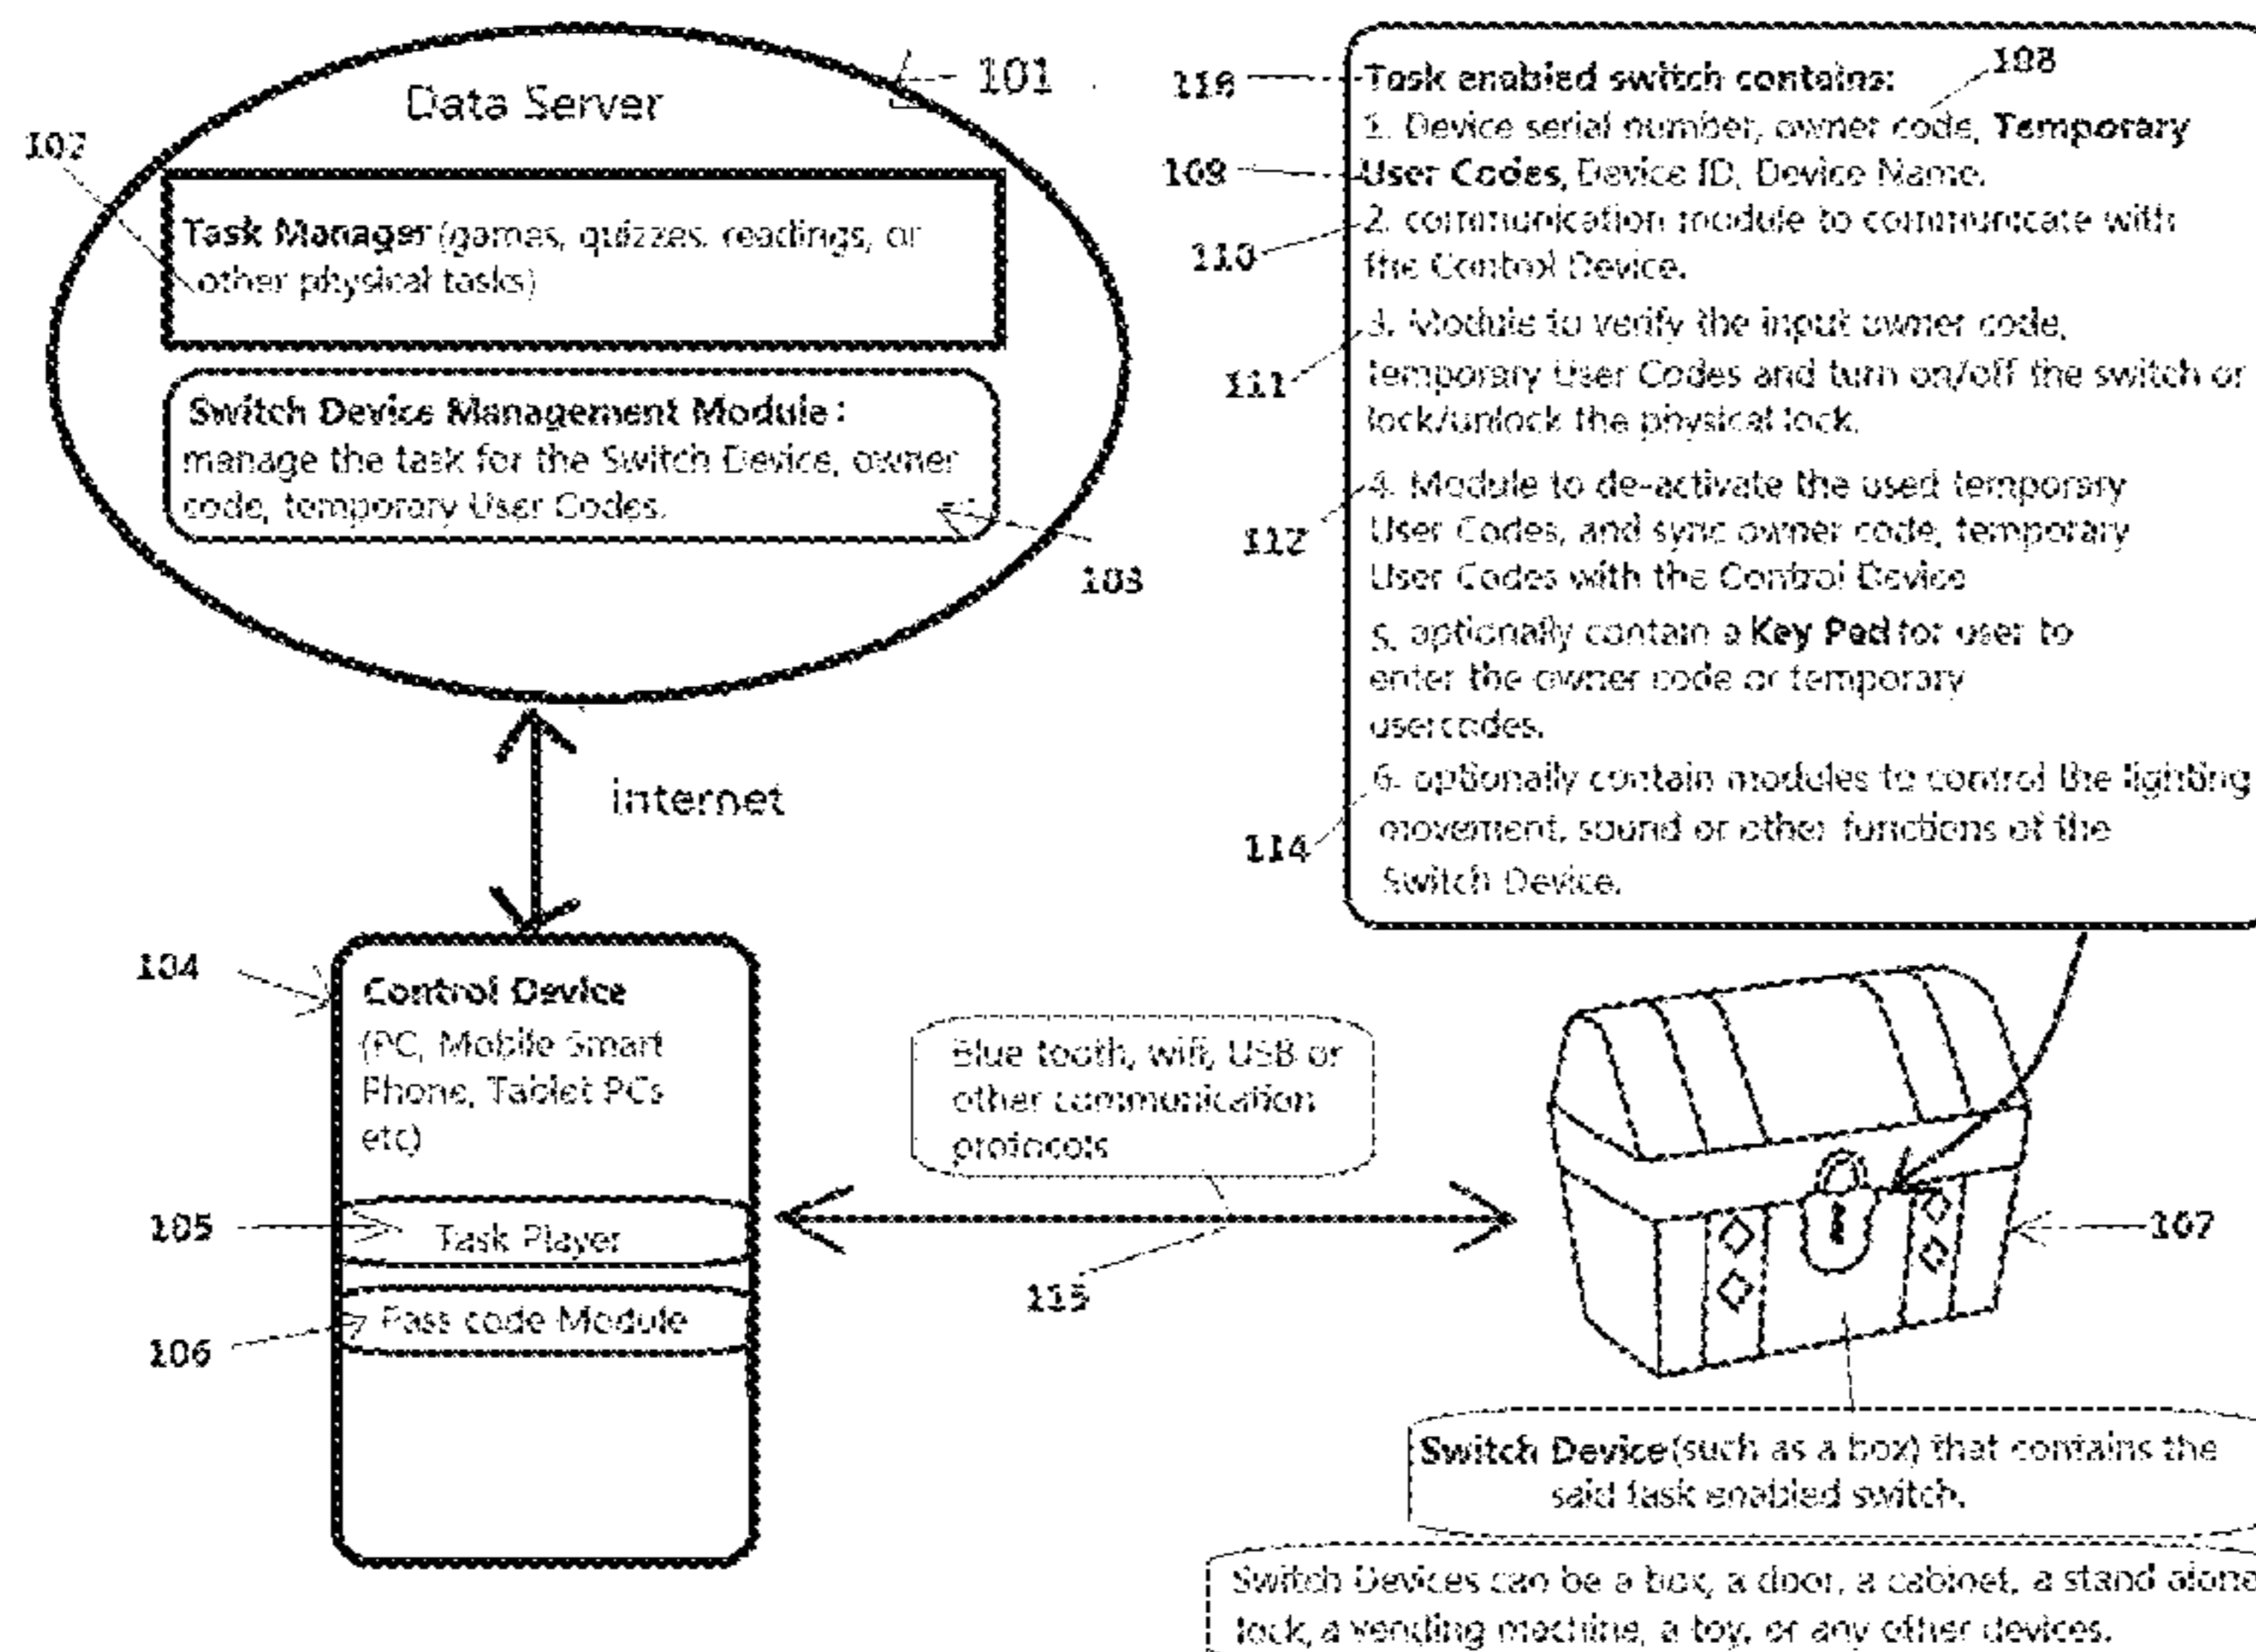 Data Server
101
102
Task Manager (games, quizzes, readings, or
other physical tasks)
Switch Device Management Module:
manage the task for the Switch Device, owner
code, temporary User Codes.
103
internet
104
Control Device
(PC, Mobile Smart
Phone, Tablet PCs
etc)
105
Task Player
106
Pass code Module
Blue tooth, wifi, USB or
other communication
protocols
115
116
Task enabled switch contains:
108
1. Device serial number, owner code, Temporary
109
User Codes, Device ID, Device Name.
110
2. communication module to communicate with
the Control Device.
111
3. Module to verify the input owner code,
temporary User Codes and turn on/off the switch or
lock/unlock the physical lock.
112
4. Module to de-activate the used temporary
User Codes, and sync owner code, temporary
User Codes with the Control Device
5. optionally contain a Key Pad for user to
enter the owner code or temporary
usercodes.
114
6. optionally contain modules to control the lighting
movement, sound or other functions of the
Switch Device.
107
Switch Device (such as a box) that contains the
said task enabled switch.
Switch Devices can be a box, a door, a cabinet, a stand alone
lock, a vending machine, a toy, or any other devices.